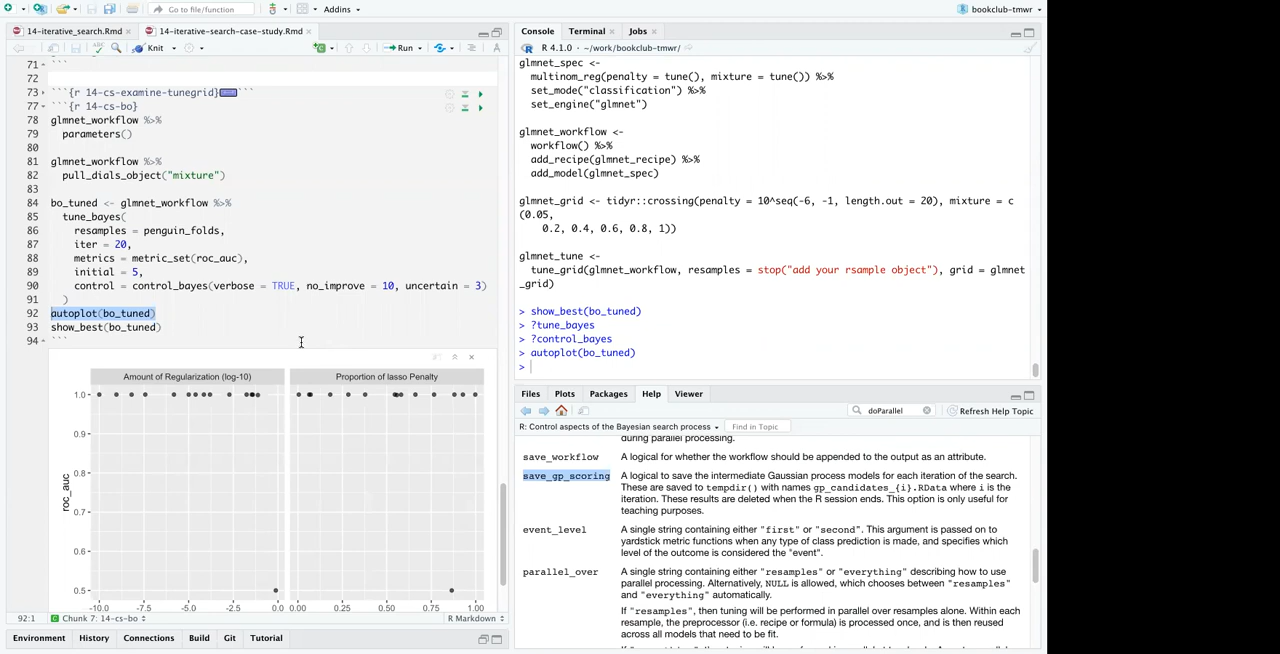 Go to file/function
Addins
bookclub-tmwr
14-iterative_search.Rmd
14-iterative-search-case-study.Rmd
Knit
Run
71 ```
72
73 ```{r 14-cs-examine-tunegrid} ```
77 ```{r 14-cs-bo}
78 glmnet_workflow %>%
79 parameters()
80
81 glmnet_workflow %>%
82 pull_dials_object("mixture")
83
84 bo_tuned <- glmnet_workflow %>%
85 tune_bayes(
86 resamples = penguin_folds,
87 iter = 20,
88 metrics = metric_set(roc_auc),
89 initial = 5,
90 control = control_bayes(verbose = TRUE, no_improve = 10, uncertain = 3)
91 )
92 autoplot(bo_tuned)
93 show_best(bo_tuned)
94 ```
Amount of Regularization (log-10)
Proportion of lasso Penalty
1.0
0.9
0.8
0.7
0.6
0.5
roc_auc
-10.0 -7.5 -5.0 -2.5 0.0 0.00 0.25 0.50 0.75 1.00
92:1 Chunk 7: 14-cs-bo R Markdown
Environment History Connections Build Git Tutorial
Console Terminal Jobs
R 4.1.0 · ~/work/bookclub-tmwr/
glmnet_spec <-
multinom_reg(penalty = tune(), mixture = tune()) %>%
set_mode("classification") %>%
set_engine("glmnet")
glmnet_workflow <-
workflow() %>%
add_recipe(glmnet_recipe) %>%
add_model(glmnet_spec)
glmnet_grid <- tidyr::crossing(penalty = 10^seq(-6, -1, length.out = 20), mixture = c
(0.05,
0.2, 0.4, 0.6, 0.8, 1))
glmnet_tune <-
tune_grid(glmnet_workflow, resamples = stop("add your rsample object"), grid = glmnet
_grid)
> show_best(bo_tuned)
> ?tune_bayes
> ?control_bayes
> autoplot(bo_tuned)
>
Files Plots Packages Help Viewer
doParallel
Refresh Help Topic
R: Control aspects of the Bayesian search process
Find in Topic
during parallel processing.
save_workflow A logical for whether the workflow should be appended to the output as an attribute.
save_gp_scoring A logical to save the intermediate Gaussian process models for each iteration of the search.
These are saved to tempdir() with names gp_candidates_{i}.RData where i is the
iteration. These results are deleted when the R session ends. This option is only useful for
teaching purposes.
event_level A single string containing either "first" or "second". This argument is passed on to
yardstick metric functions when any type of class prediction is made, and specifies which
level of the outcome is considered the "event".
parallel_over A single string containing either "resamples" or "everything" describing how to use
parallel processing. Alternatively, NULL is allowed, which chooses between "resamples"
and "everything" automatically.
If "resamples", then tuning will be performed in parallel over resamples alone. Within each
resample, the preprocessor (i.e. recipe or formula) is processed once, and is then reused
across all models that need to be fit.